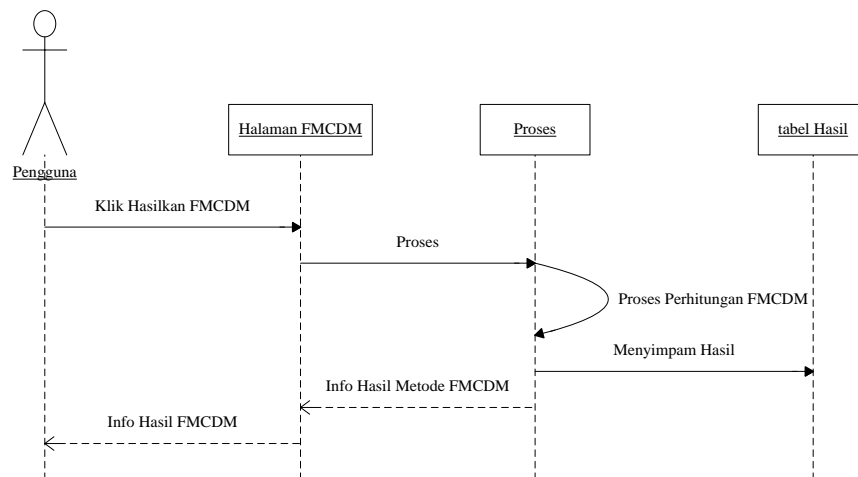 Halaman FMCDM
Proses
tabel Hasil
Pengguna
Klik Hasilkan FMCDM
Proses
Proses Perhitungan FMCDM
Menyimpam Hasil
Info Hasil Metode FMCDM
Info Hasil FMCDM